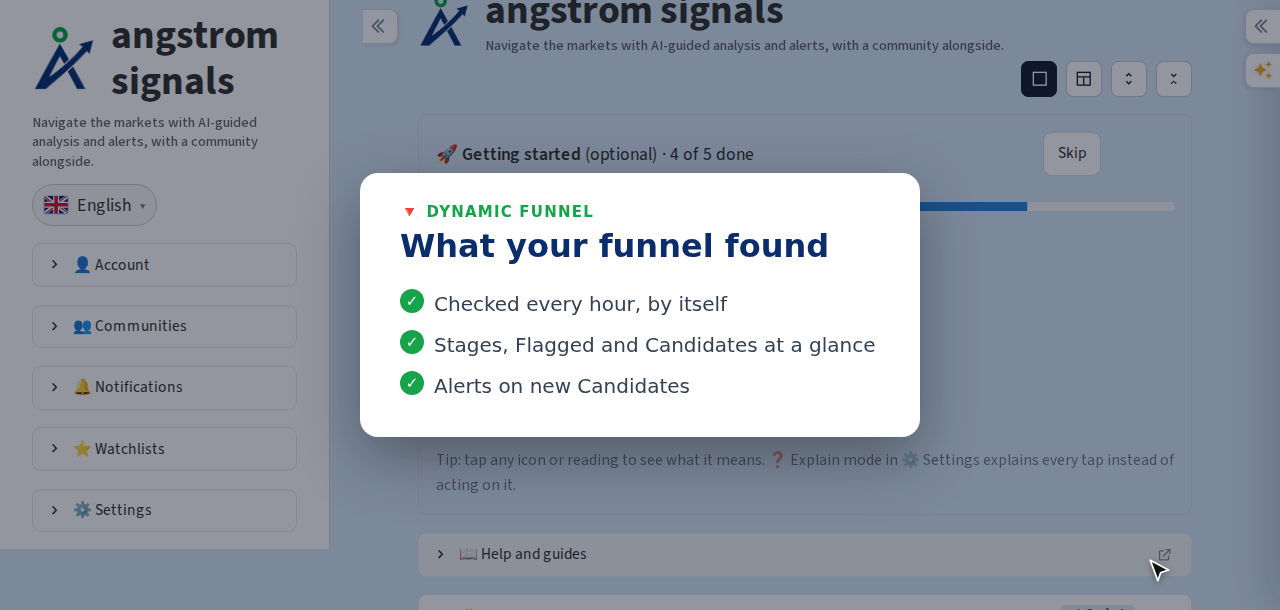 angstrom
signals
Navigate the markets with AI-guided
analysis and alerts, with a community
alongside.
English
Account
Communities
Notifications
Watchlists
Settings
angstrom signals
Navigate the markets with AI-guided analysis and alerts, with a community alongside.
🚀 Getting started (optional) · 4 of 5 done
Skip
DYNAMIC FUNNEL
What your funnel found
Checked every hour, by itself
Stages, Flagged and Candidates at a glance
Alerts on new Candidates
Tip: tap any icon or reading to see what it means. ❓ Explain mode in ⚙️ Settings explains every tap instead of
acting on it.
Help and guides